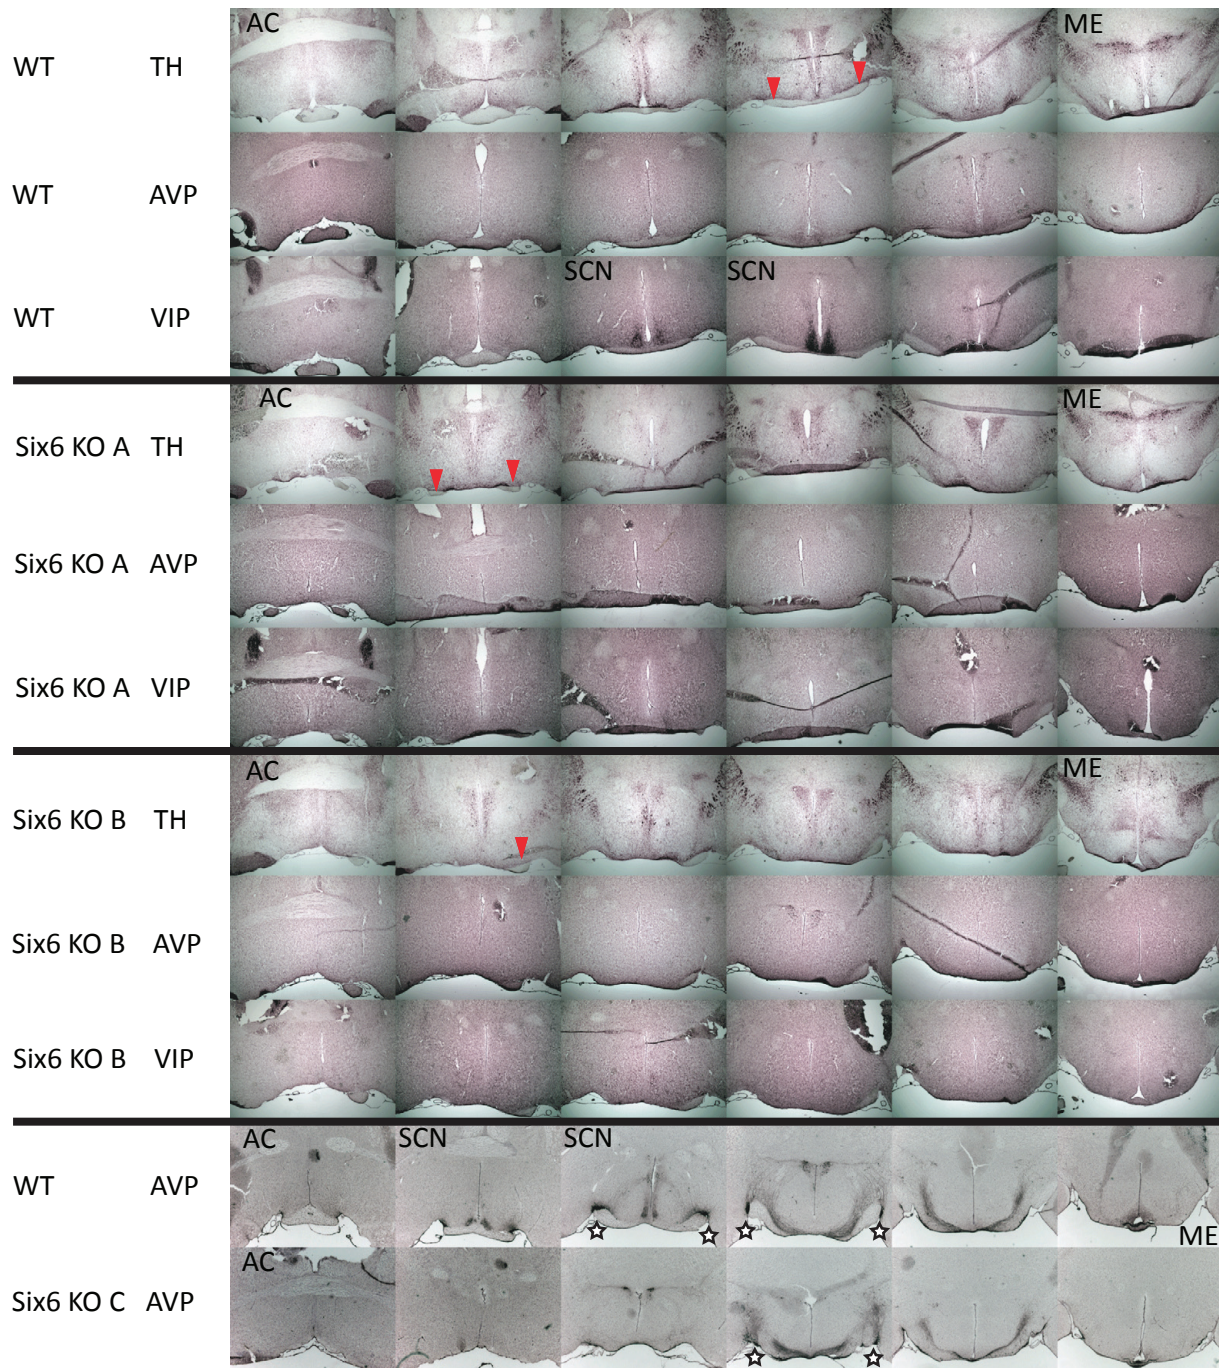 AC ME
WT TH
WT AVP
SCN SCN
WT VIP
AC ME
Six6 KO A TH
Six6 KO A AVP
Six6 KO A VIP
AC ME
Six6 KO B TH
Six6 KO B AVP
Six6 KO B VIP
AC SCN SCN
WT AVP
ME
AC
Six6 KO C AVP